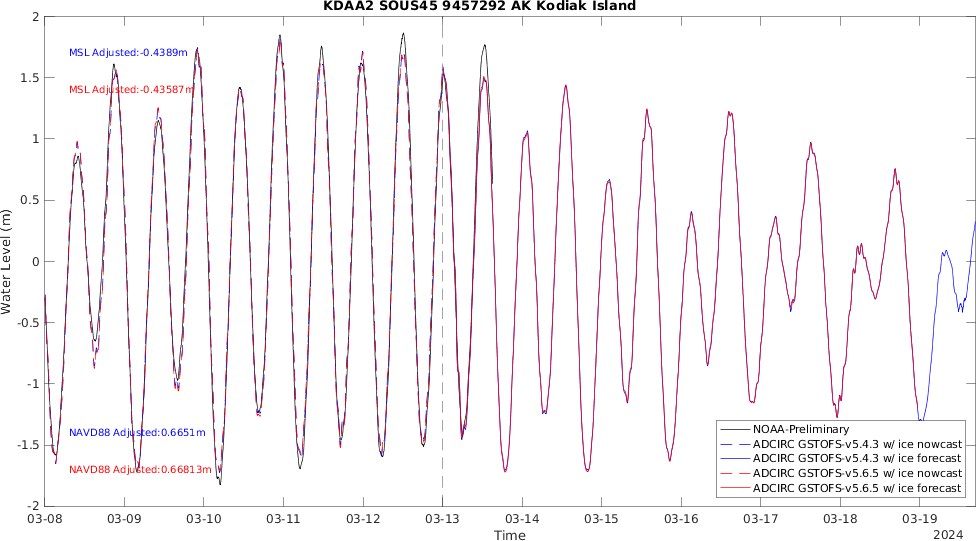 KDAA2 SOUS45 9457292 AK Kodiak Island
2
1.5
1
0.5
0
-0.5
-1
-1.5
-2
Water Level (m)
MSL Adjusted:-0.4389m
MSL Adjusted:-0.43587m
NAVD88 Adjusted:0.6651m
NAVD88 Adjusted:0.66813m
NOAA-Preliminary
ADCIRC GSTOFS-v5.4.3 w/ ice nowcast
ADCIRC GSTOFS-v5.4.3 w/ ice forecast
ADCIRC GSTOFS-v5.6.5 w/ ice nowcast
ADCIRC GSTOFS-v5.6.5 w/ ice forecast
03-08 03-09 03-10 03-11 03-12 03-13 03-14 03-15 03-16 03-17 03-18 03-19
Time
2024